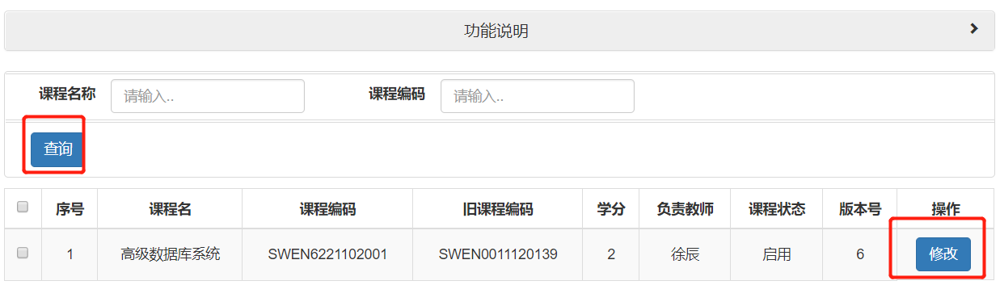 功能说明
课程名称 请输入.. 课程编码 请输入..
查询
序号 课程名 课程编码 旧课程编码 学分 负责教师 课程状态 版本号 操作
1 高级数据库系统 SWEN6221102001 SWEN0011120139 2 徐辰 启用 6 修改